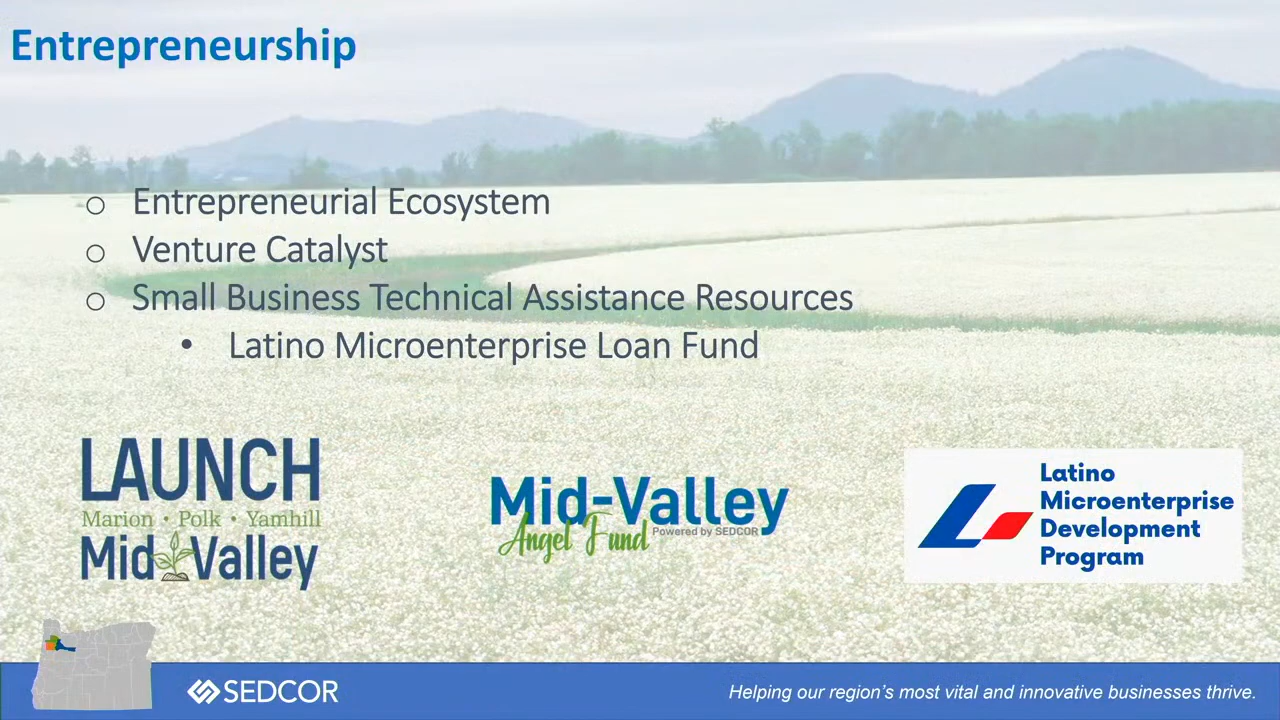 Entrepreneurship
o Entrepreneurial Ecosystem
o Venture Catalyst
o Small Business Technical Assistance Resources
• Latino Microenterprise Loan Fund
LAUNCH
Marion • Polk • Yamhill
Mid Valley
Mid-Valley
Angel Fund Powered by SEDCOR
Latino
Microenterprise
Development
Program
SEDCOR
Helping our region's most vital and innovative businesses thrive.